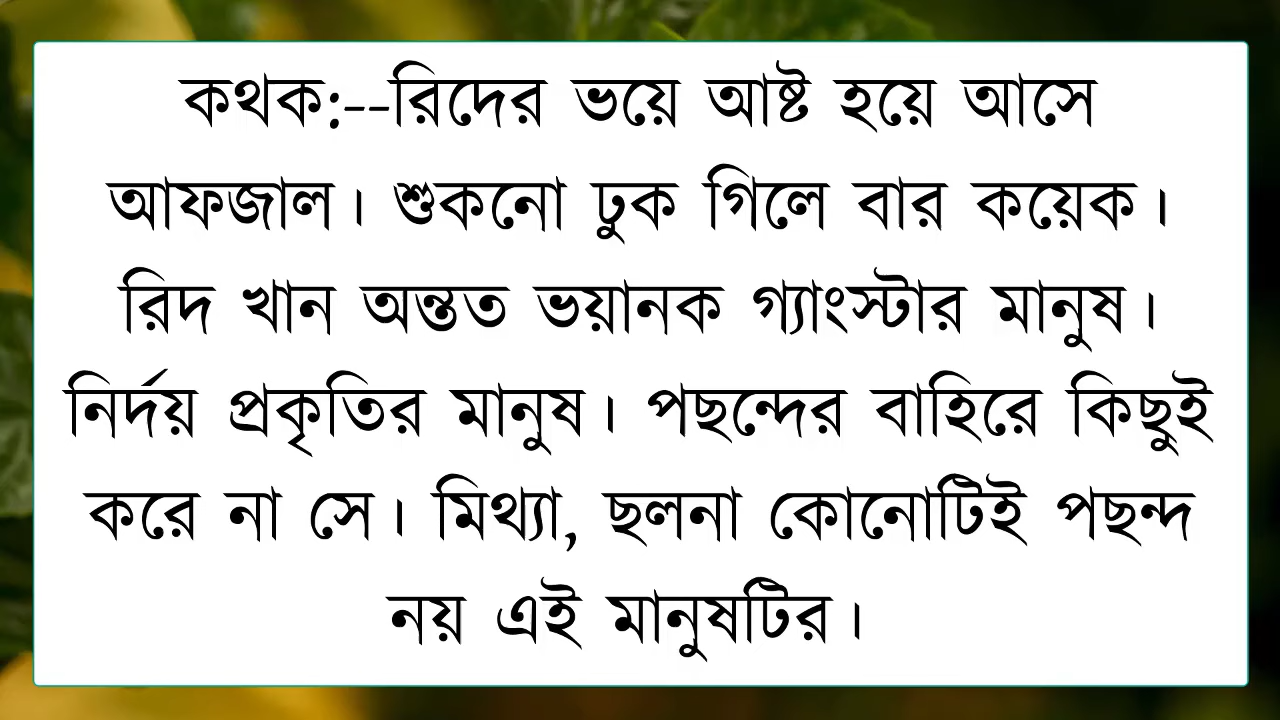 কথক:--রিদের ভয়ে আষ্ট হয়ে আসে
আফজাল। শুকনো ঢুক গিলে বার কয়েক।
রিদ খান অন্তত ভয়ানক গ্যাংস্টার মানুষ।
নির্দয় প্রকৃতির মানুষ। পছন্দের বাহিরে কিছুই
করে না সে। মিথ্যা, ছলনা কোনোটিই পছন্দ
নয় এই মানুষটির।